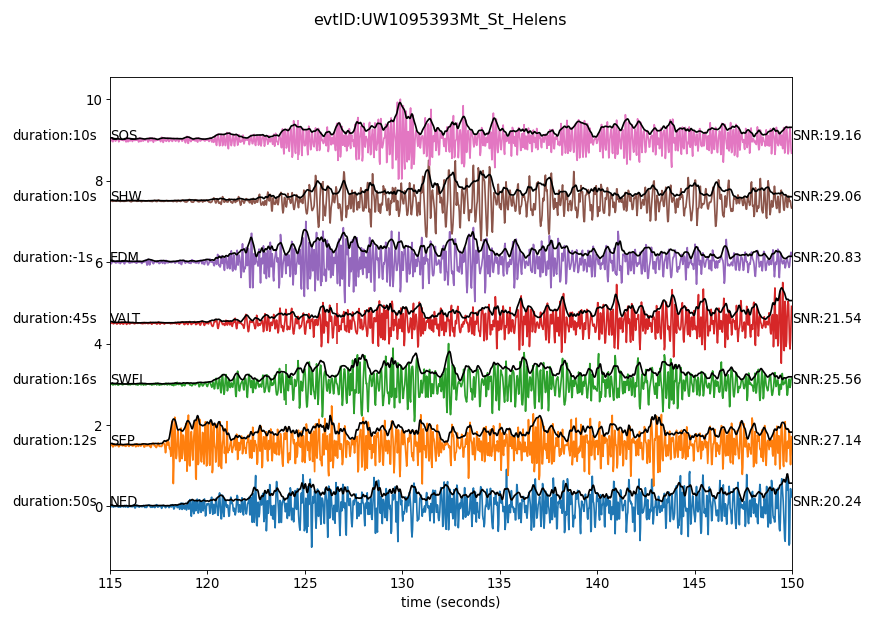 evtID:UW1095393Mt_St_Helens
10
duration:10s SOS SNR:19.16
8
duration:10s SHW SNR:29.06
duration:-1s EDM SNR:20.83
6
duration:45s VALT SNR:21.54
4
duration:16s SWFL SNR:25.56
2
duration:12s SEP SNR:27.14
duration:50s NED SNR:20.24
0
115 120 125 130 135 140 145 150
time (seconds)